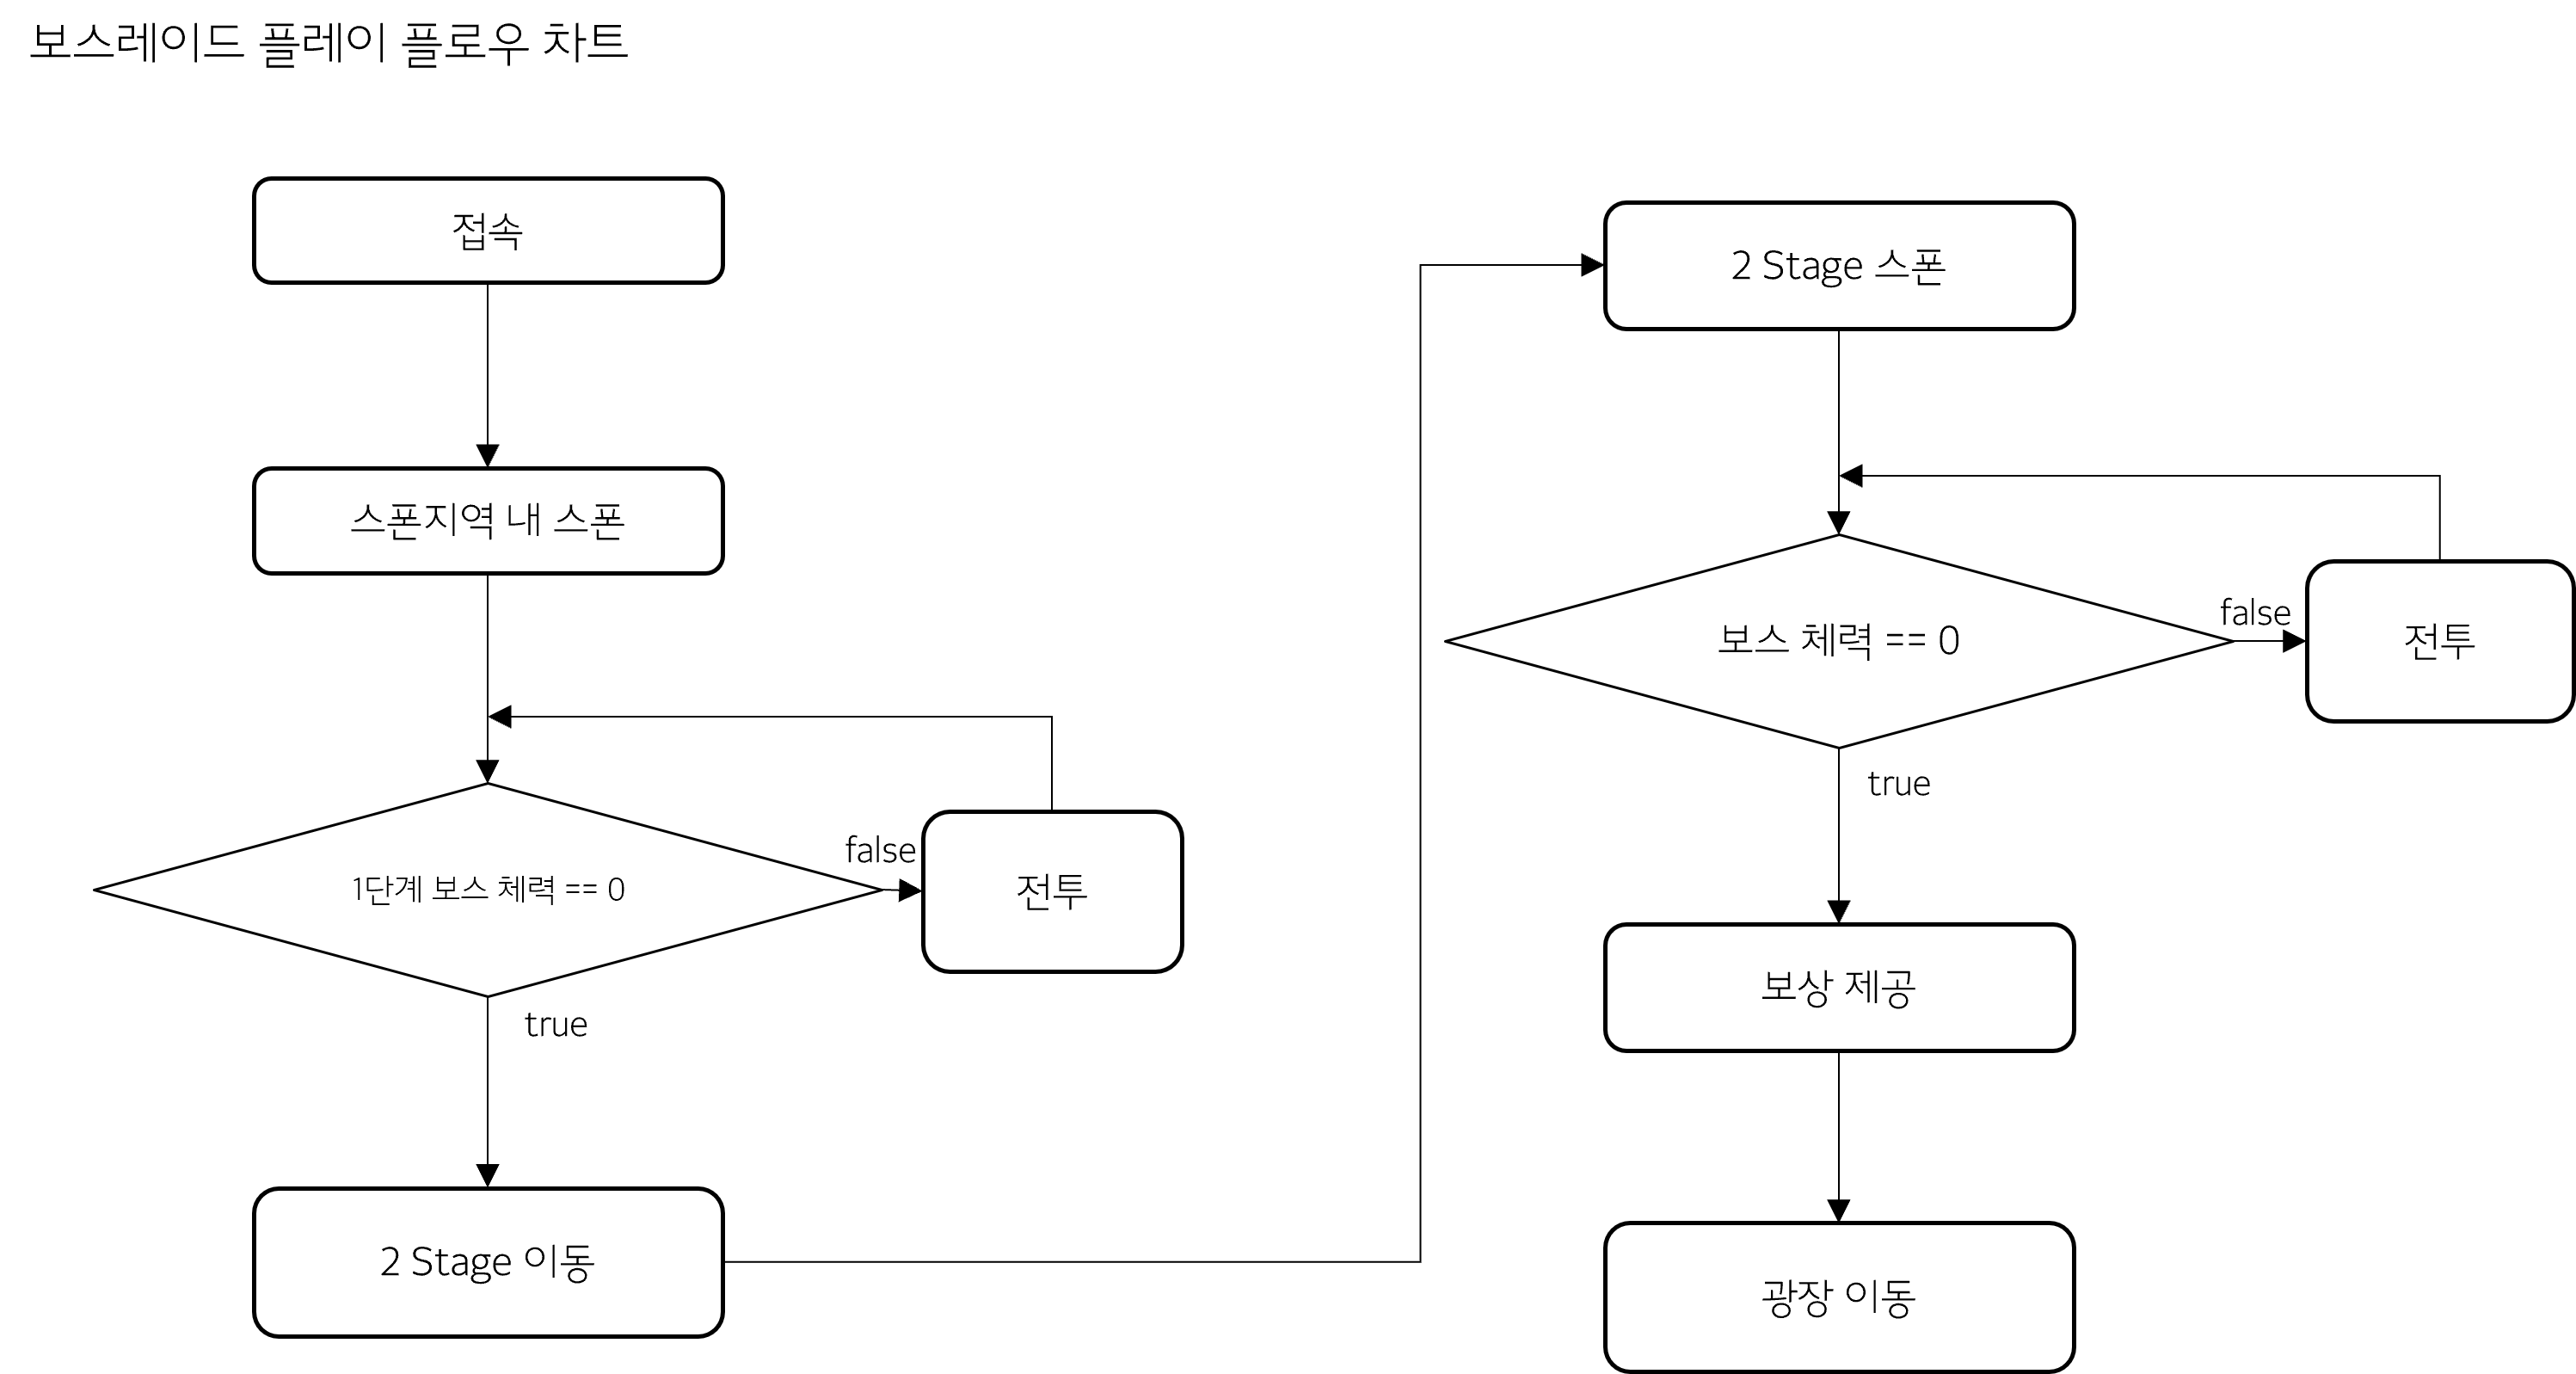 보스레이드 플레이 플로우 차트
접속
스폰지역 내 스폰
1단계 보스 체력 == 0
false
전투
true
2 Stage 이동
2 Stage 스폰
보스 체력 == 0
false
전투
true
보상 제공
광장 이동